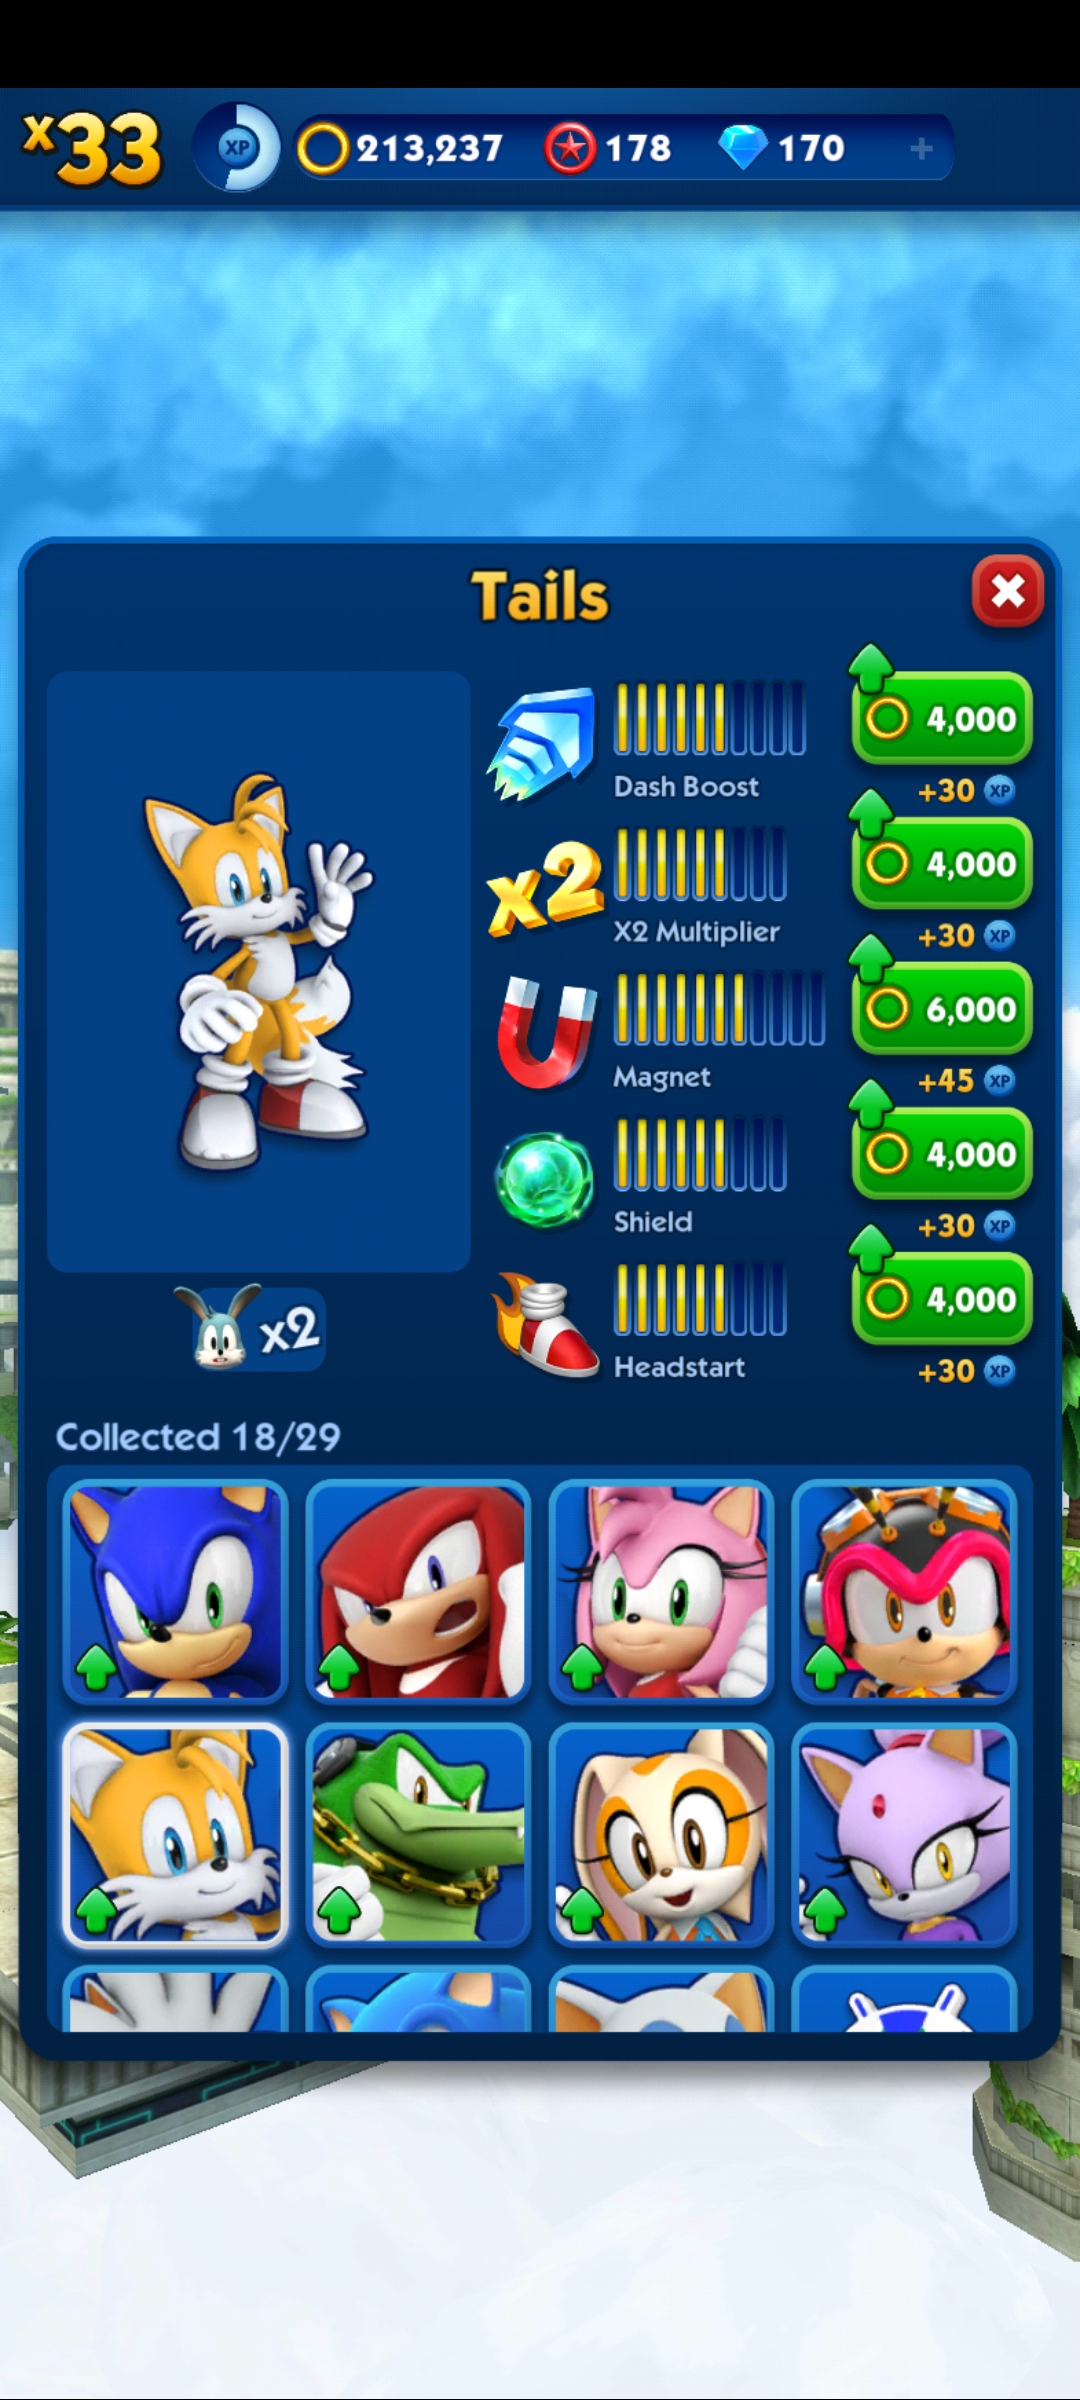 x33 XP 213,237 178 170 +
Tails
4,000
Dash Boost
+30 XP
x2
4,000
X2 Multiplier
+30 XP
6,000
Magnet
+45 XP
4,000
Shield
+30 XP
4,000
x2
Headstart
+30 XP
Collected 18/29